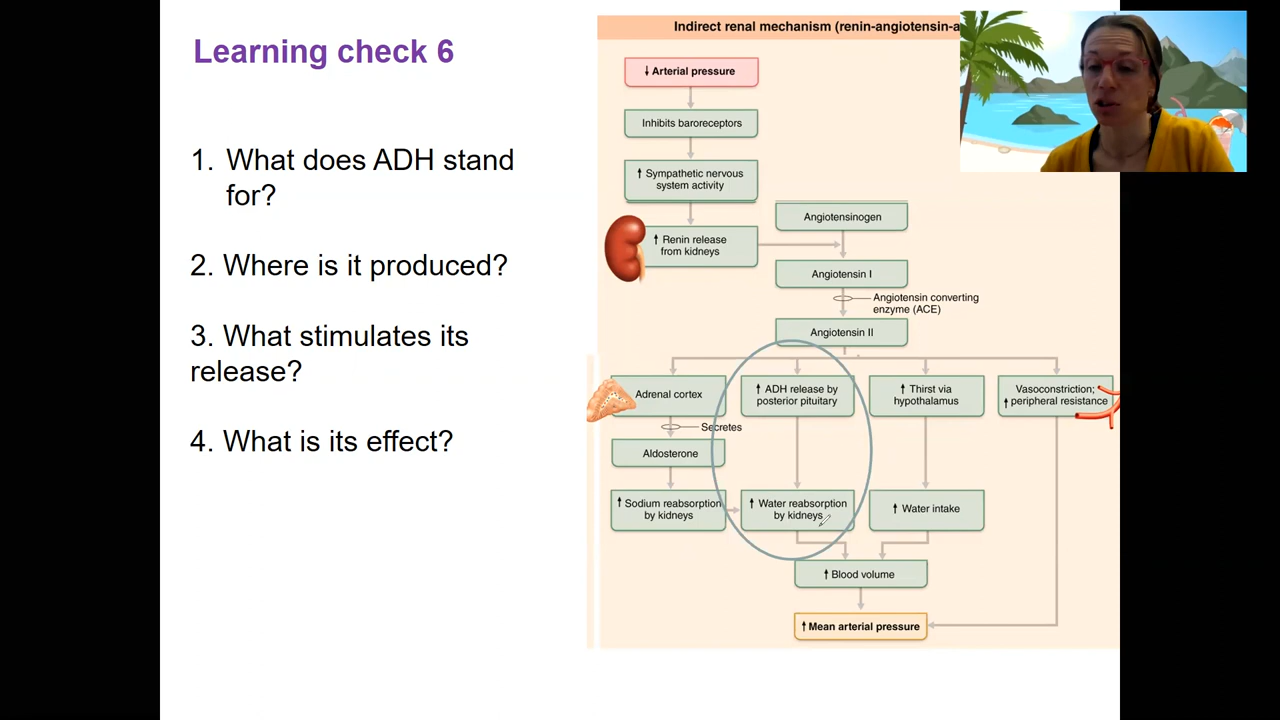 Learning check 6
1. What does ADH stand
for?
2. Where is it produced?
3. What stimulates its
release?
4. What is its effect?
Indirect renal mechanism (renin-angiotensin-a
↓ Arterial pressure
Inhibits baroreceptors
↑ Sympathetic nervous
system activity
↑ Renin release
from kidneys
Angiotensinogen
Angiotensin I
Angiotensin converting
enzyme (ACE)
Angiotensin II
Adrenal cortex
↑ ADH release by
posterior pituitary
↑ Thirst via
hypothalamus
Vasoconstriction;
↑ peripheral resistance
Secretes
Aldosterone
↑ Sodium reabsorption
by kidneys
↑ Water reabsorption
by kidneys
↑ Water intake
↑ Blood volume
↑ Mean arterial pressure